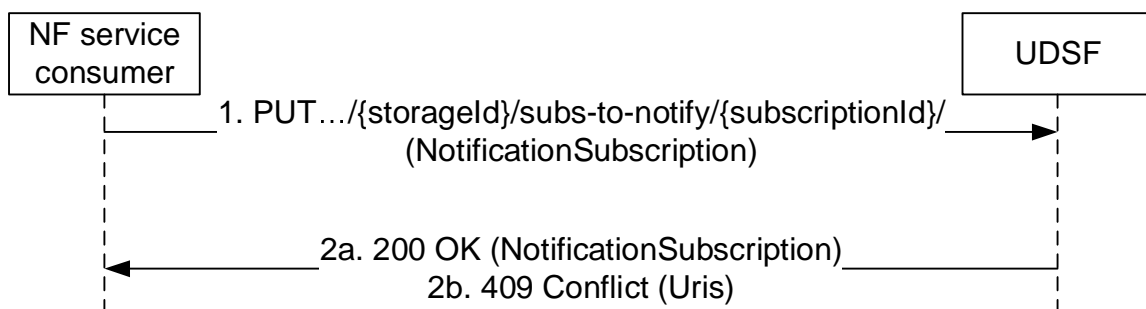 NF service
consumer
UDSF
1. PUT…/{storageId}/subs-to-notify/{subscriptionId}/
(NotificationSubscription)
2a. 200 OK (NotificationSubscription)
2b. 409 Conflict (Uris)